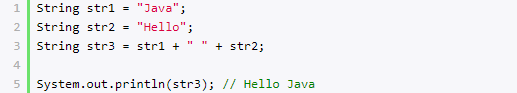 1 String str1 = "Java";
2 String str2 = "Hello";
3 String str3 = str1 + " " + str2;
4
5 System.out.println(str3); // Hello Java